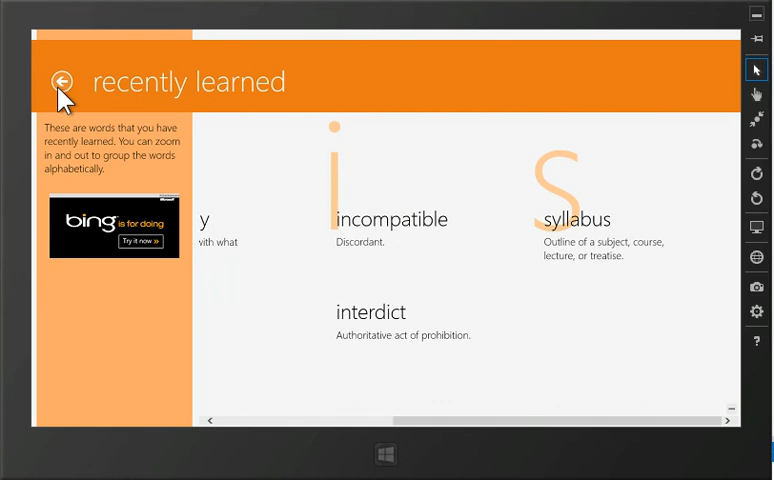 recently learned
These are words that you have
recently learned. You can zoom
in and out to group the words
alphabetically.
Microsoft
bing is for doing
Try it now »
i
s
y
with what
incompatible
Discordant.
interdict
Authoritative act of prohibition.
syllabus
Outline of a subject, course,
lecture, or treatise.
?